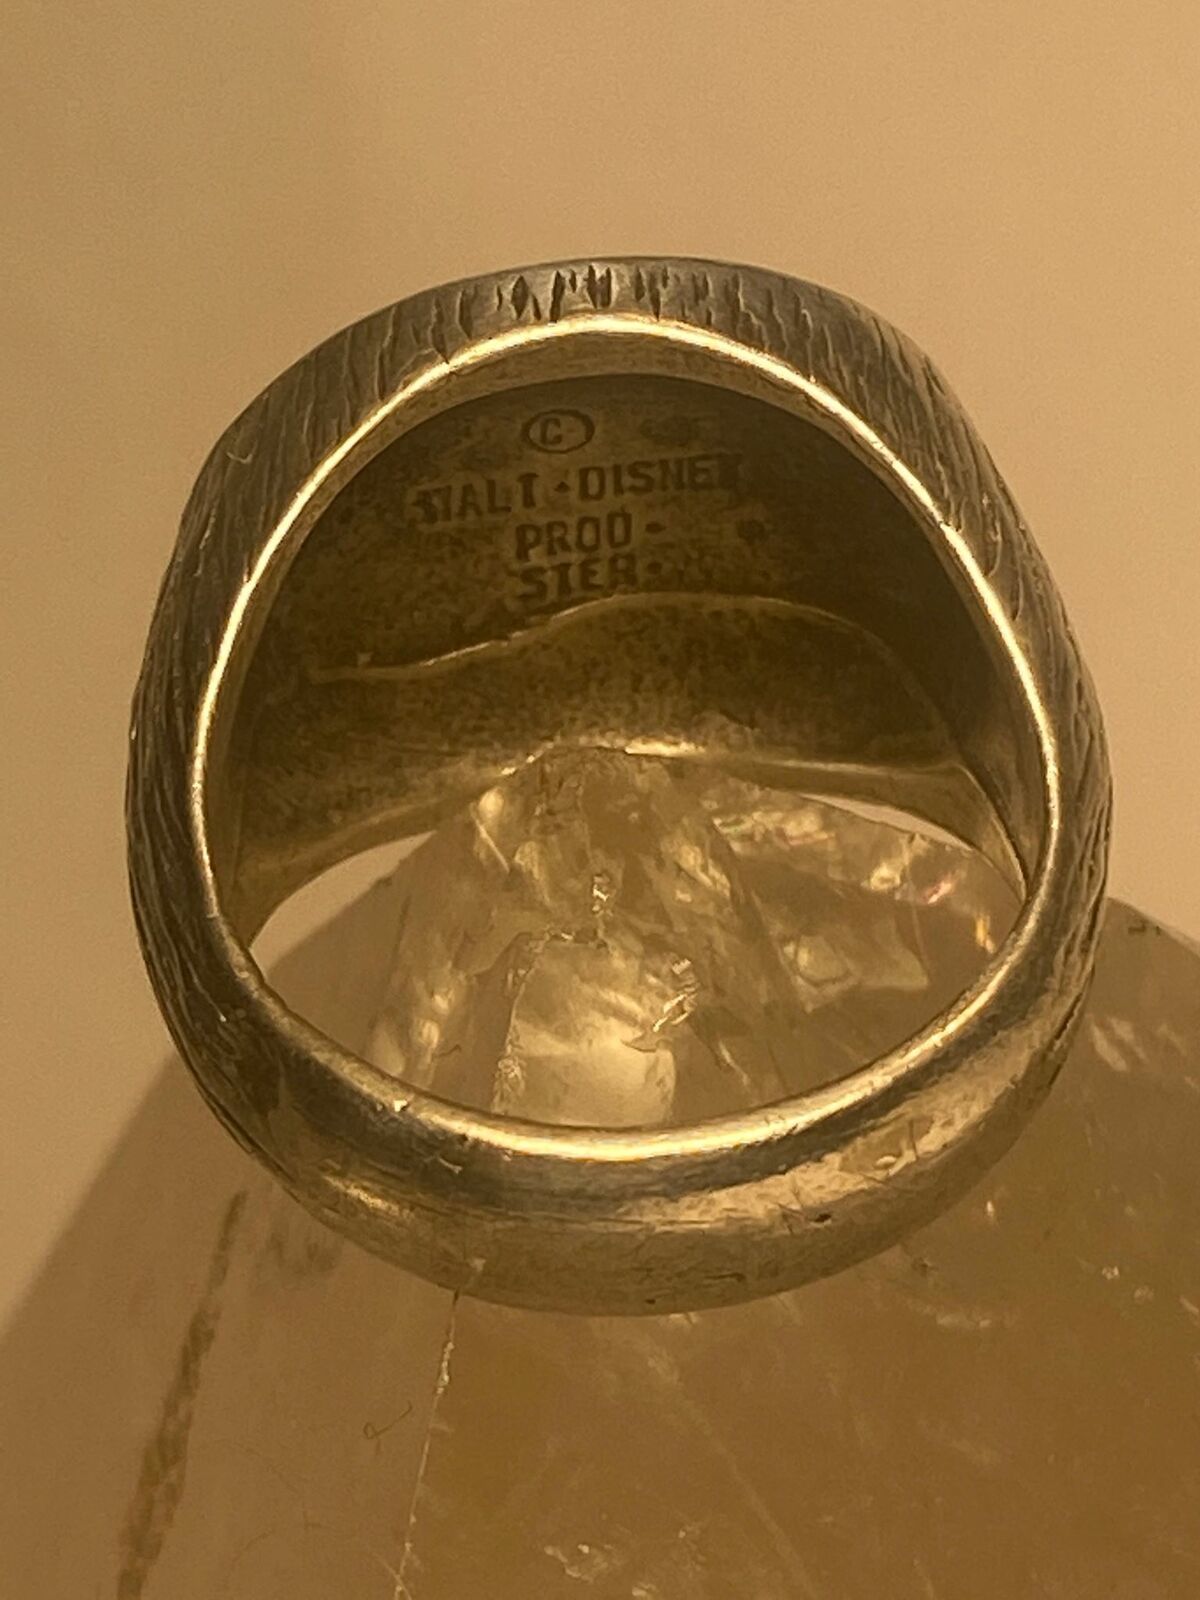 ©
WALT · DISNEY
PROD ·
STER ·